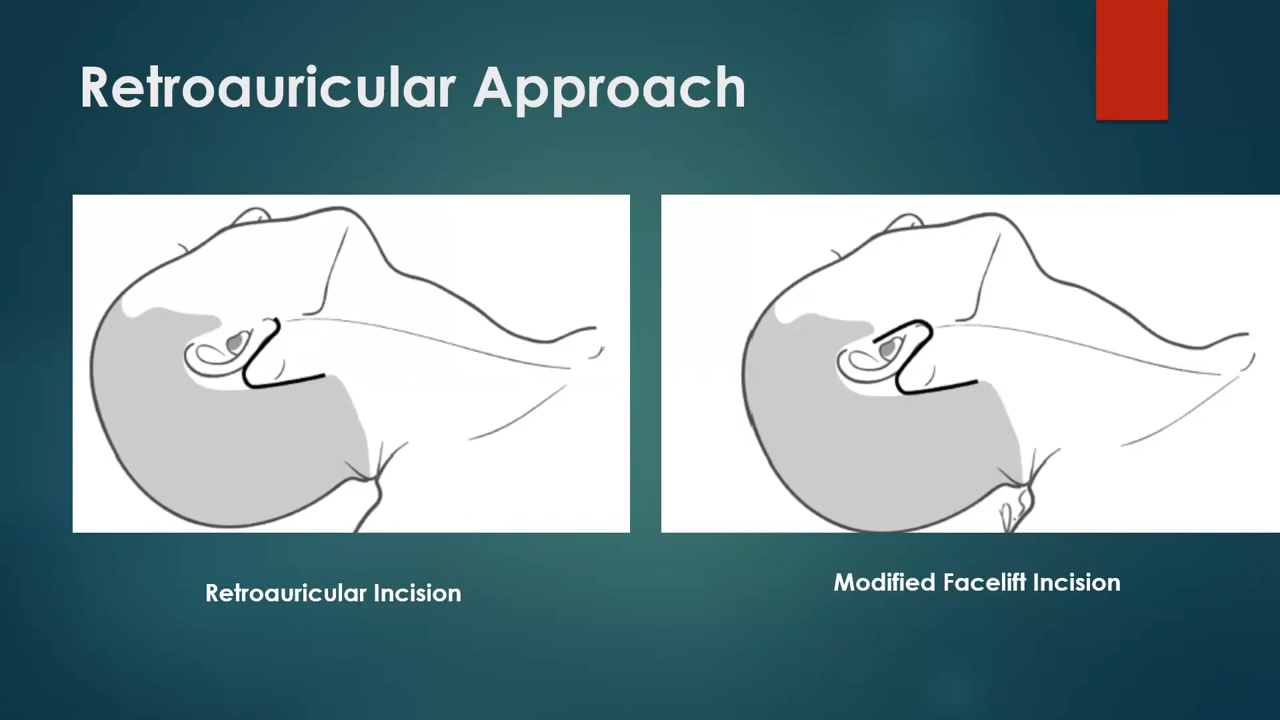 Retroauricular Approach
Retroauricular Incision
Modified Facelift Incision